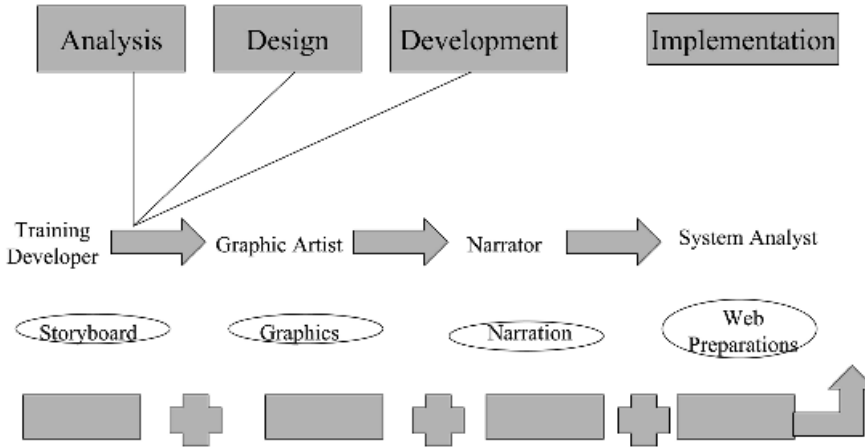 Analysis
Design
Development
Implementation
Training
Developer
Graphic Artist
Narrator
System Analyst
Storyboard
Graphics
Narration
Web
Preparations